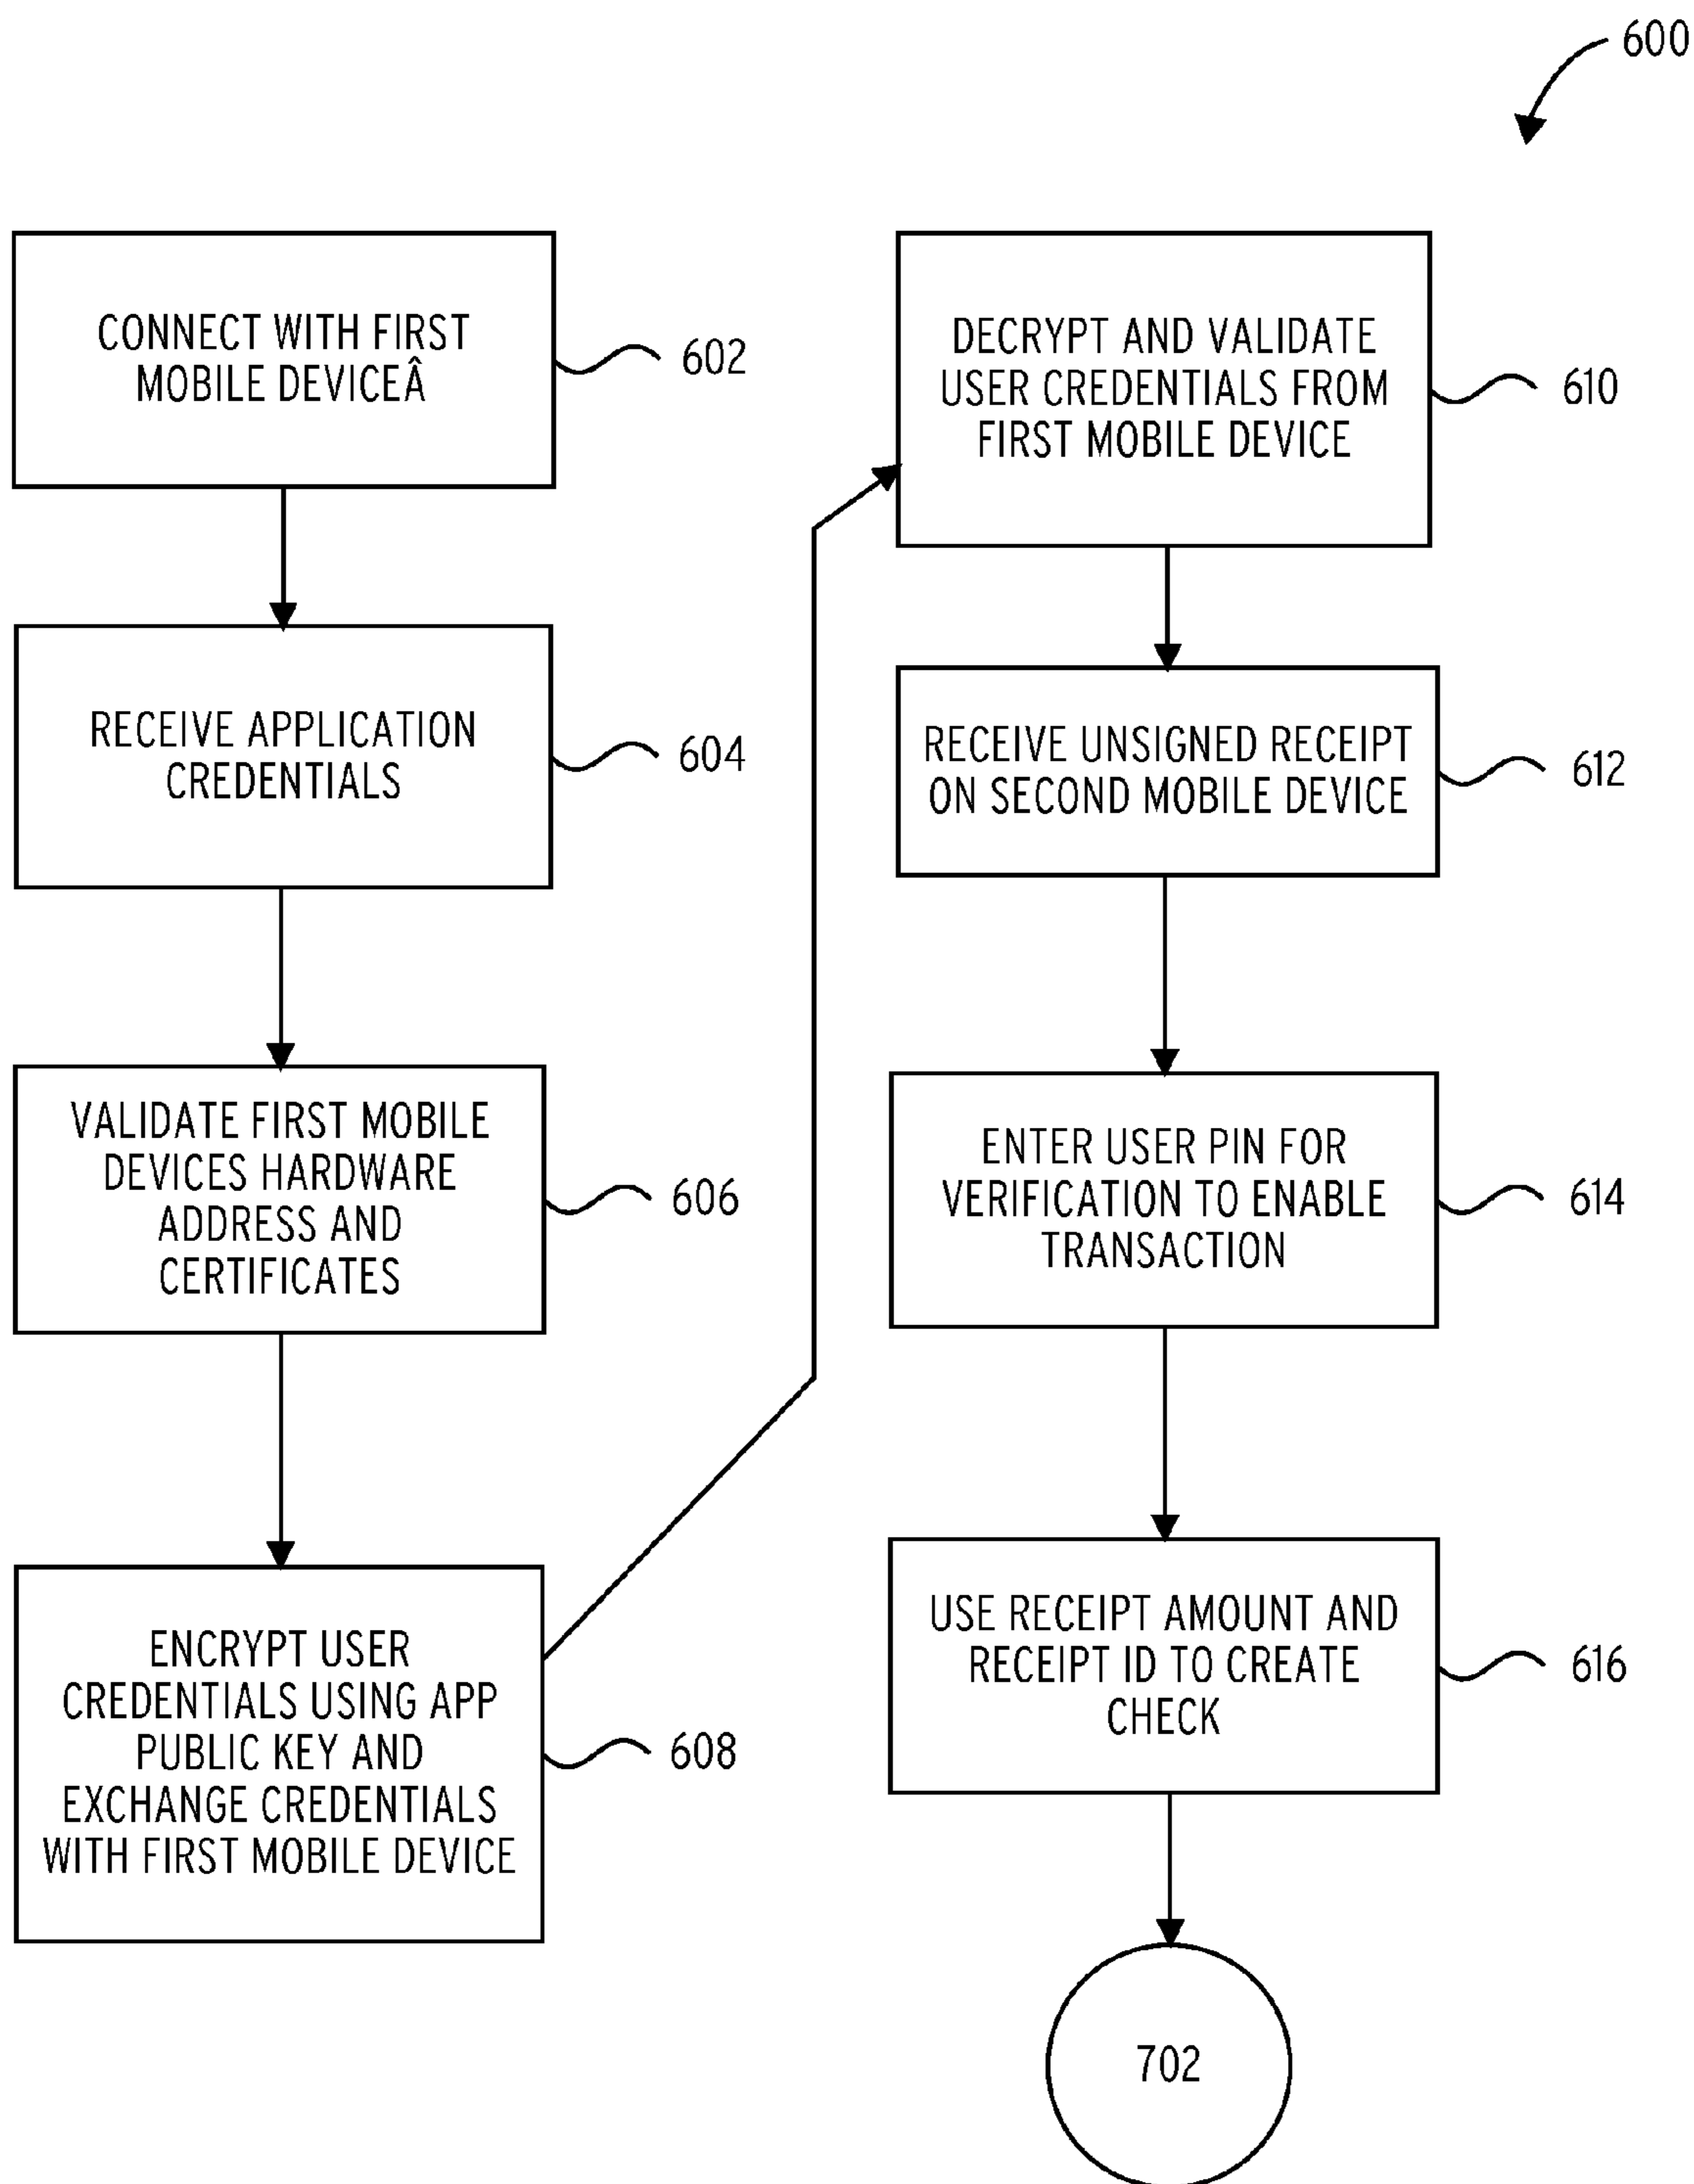 600
CONNECT WITH FIRST
MOBILE DEVICEÂ
602
RECEIVE APPLICATION
CREDENTIALS
604
VALIDATE FIRST MOBILE
DEVICES HARDWARE
ADDRESS AND
CERTIFICATES
606
ENCRYPT USER
CREDENTIALS USING APP
PUBLIC KEY AND
EXCHANGE CREDENTIALS
WITH FIRST MOBILE DEVICE
608
DECRYPT AND VALIDATE
USER CREDENTIALS FROM
FIRST MOBILE DEVICE
610
RECEIVE UNSIGNED RECEIPT
ON SECOND MOBILE DEVICE
612
ENTER USER PIN FOR
VERIFICATION TO ENABLE
TRANSACTION
614
USE RECEIPT AMOUNT AND
RECEIPT ID TO CREATE
CHECK
616
702